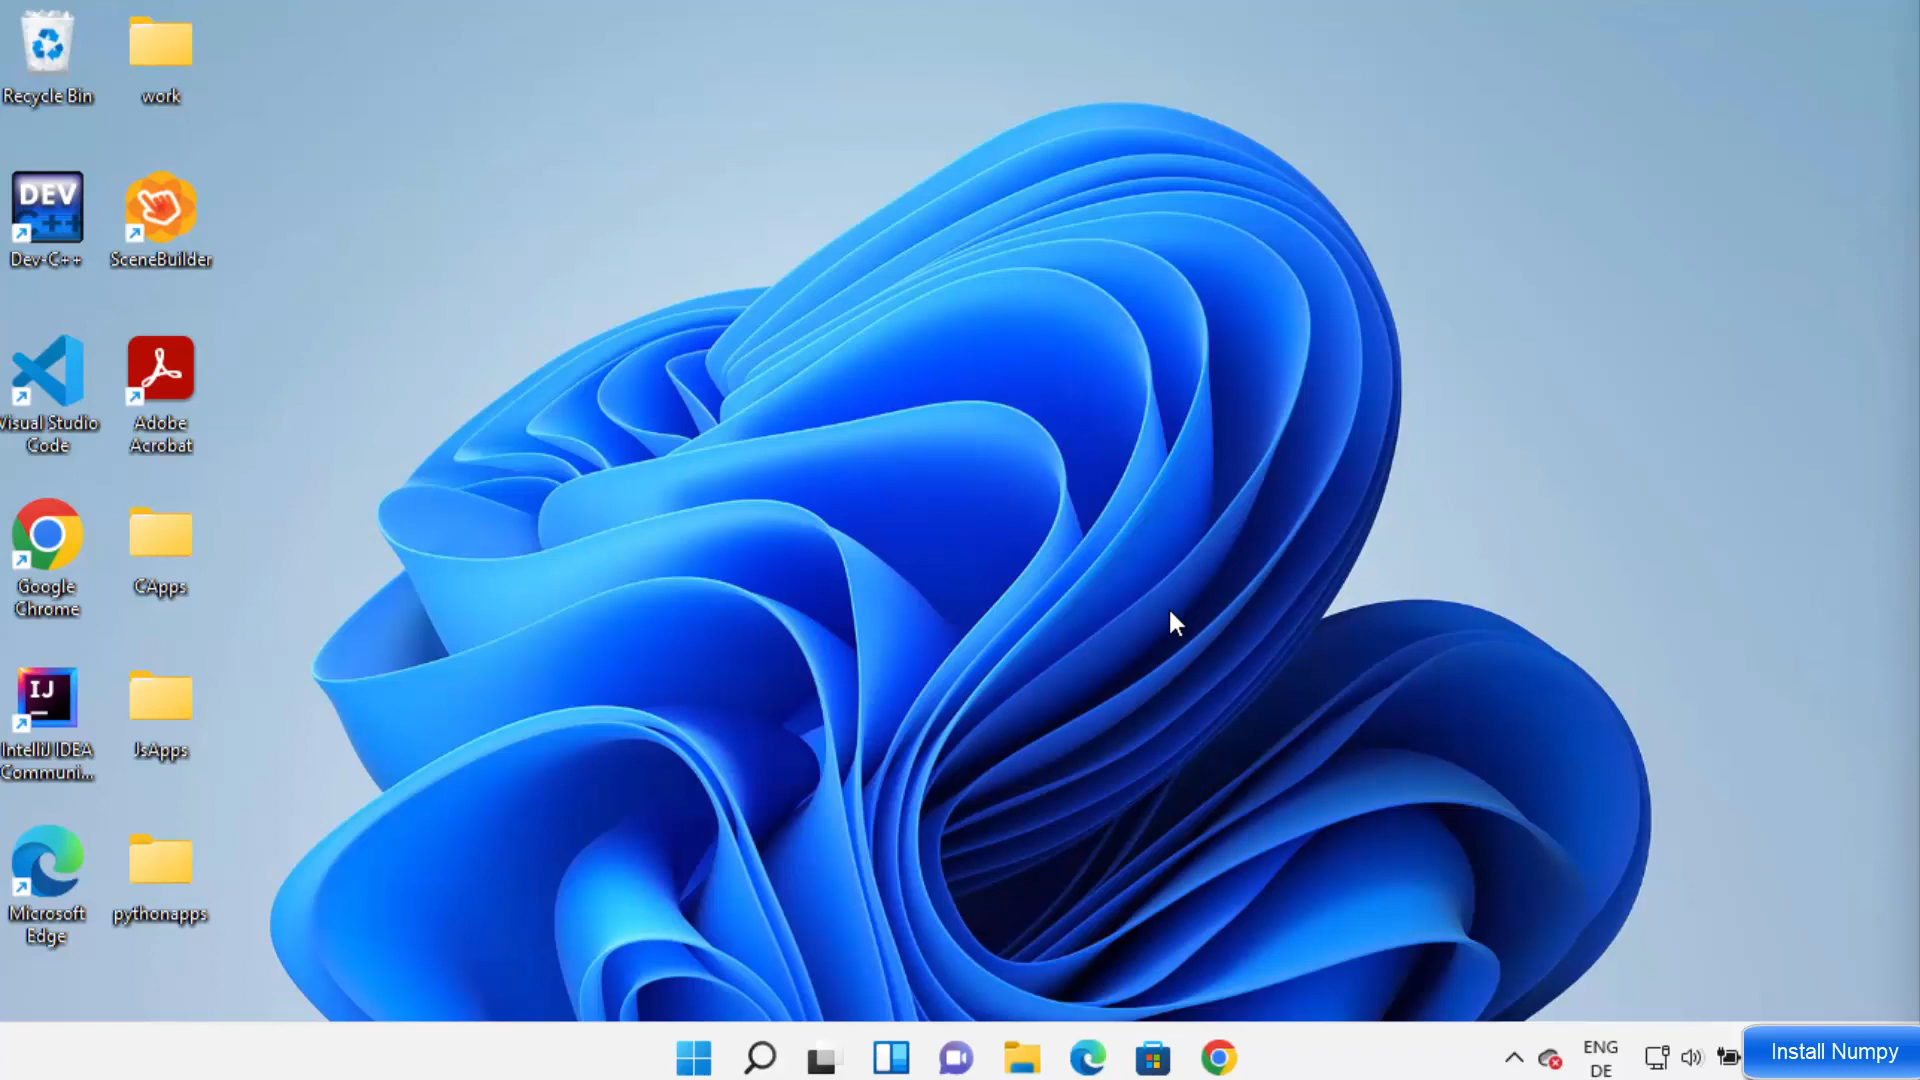 Recycle Bin
work
DEV
C++
Dev-C++
SceneBuilder
Visual Studio
Code
Adobe
Acrobat
Google
Chrome
CApps
IJ
IntelliJ IDEA
Communi...
JsApps
Microsoft
Edge
pythonapps
ENG
DE
Install Numpy